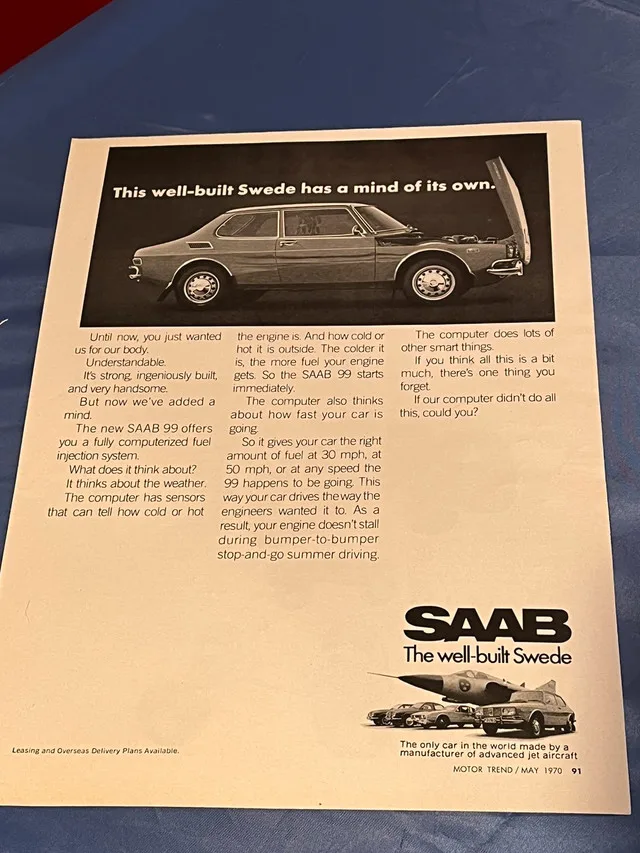 This well-built Swede has a mind of its own.
Until now, you just wanted
us for our body.
Understandable.
It's strong, ingeniously built,
and very handsome.
But now we've added a
mind.
The new SAAB 99 offers
you a fully computerized fuel
injection system.
What does it think about?
It thinks about the weather.
The computer has sensors
that can tell how cold or hot
the engine is. And how cold or
hot it is outside. The colder it
is, the more fuel your engine
gets. So the SAAB 99 starts
immediately.
The computer also thinks
about how fast your car is
going.
So it gives your car the right
amount of fuel at 30 mph, at
50 mph, or at any speed the
99 happens to be going. This
way your car drives the way the
engineers wanted it to. As a
result, your engine doesn't stall
during bumper-to-bumper
stop-and-go summer driving.
The computer does lots of
other smart things.
If you think all this is a bit
much, there's one thing you
forget.
If our computer didn't do all
this, could you?
SAAB
The well-built Swede
The only car in the world made by a
manufacturer of advanced jet aircraft
Leasing and Overseas Delivery Plans Available.
MOTOR TREND / MAY 1970 91